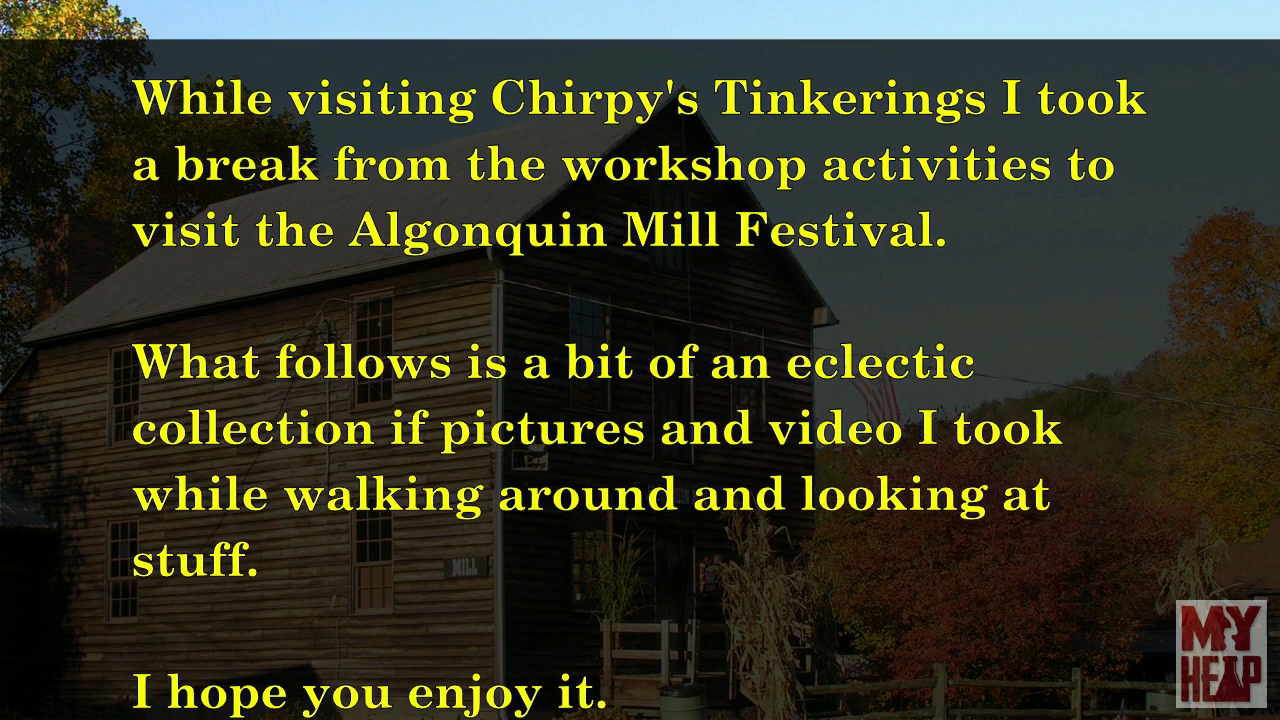 While visiting Chirpy's Tinkerings I took
a break from the workshop activities to
visit the Algonquin Mill Festival.
What follows is a bit of an eclectic
collection if pictures and video I took
while walking around and looking at
stuff.
MILL
I hope you enjoy it.
MY
HEAP